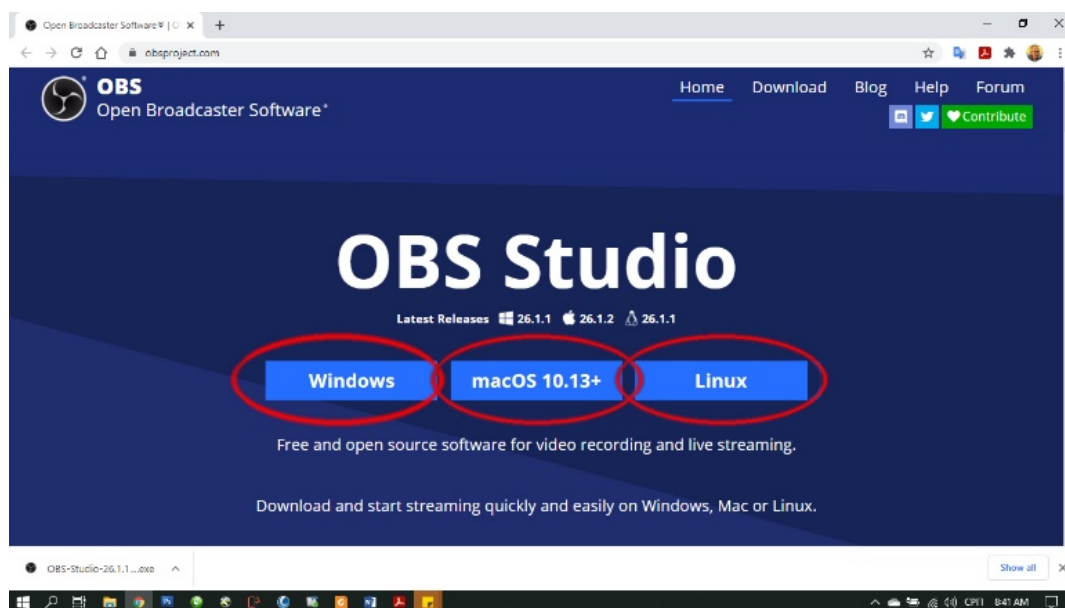 Open Broadcaster Software® | O
obsproject.com
OBS
Open Broadcaster Software®
Home Download Blog Help Forum
Contribute
OBS Studio
Latest Releases 26.1.1 26.1.2 26.1.1
Windows macOS 10.13+ Linux
Free and open source software for video recording and live streaming.
Download and start streaming quickly and easily on Windows, Mac or Linux.
OBS-Studio-26.1.1....exe Show all
8:41 AM